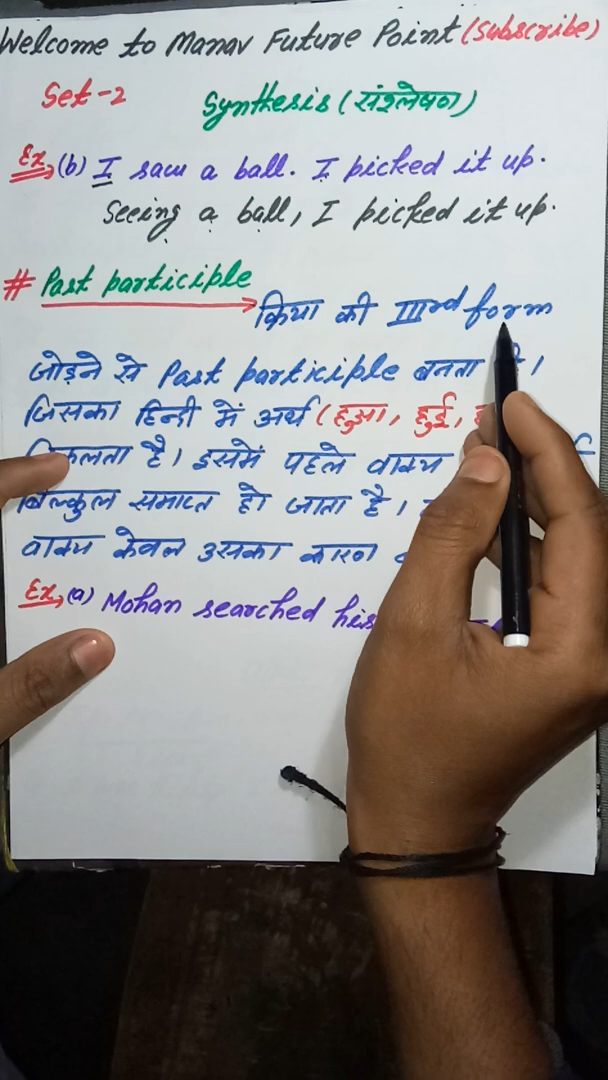 Welcome to Manav Future Point (Subscribe)
Set-2 Synthesis (संश्लेषण)
Ex, (b) I saw a ball. I picked it up.
Seeing a ball, I picked it up.
# Past participle
क्रिया की IIIrd form
जोड़ने से Past participle बनता
जिसका हिन्दी में अर्थ (हुआ, हुई,
है। इसमें पहले वाक्य
बिल्कुल समाप्त हो जाता है।
वाक्य केवल उसका कारण
Ex, (a) Mohan searched his